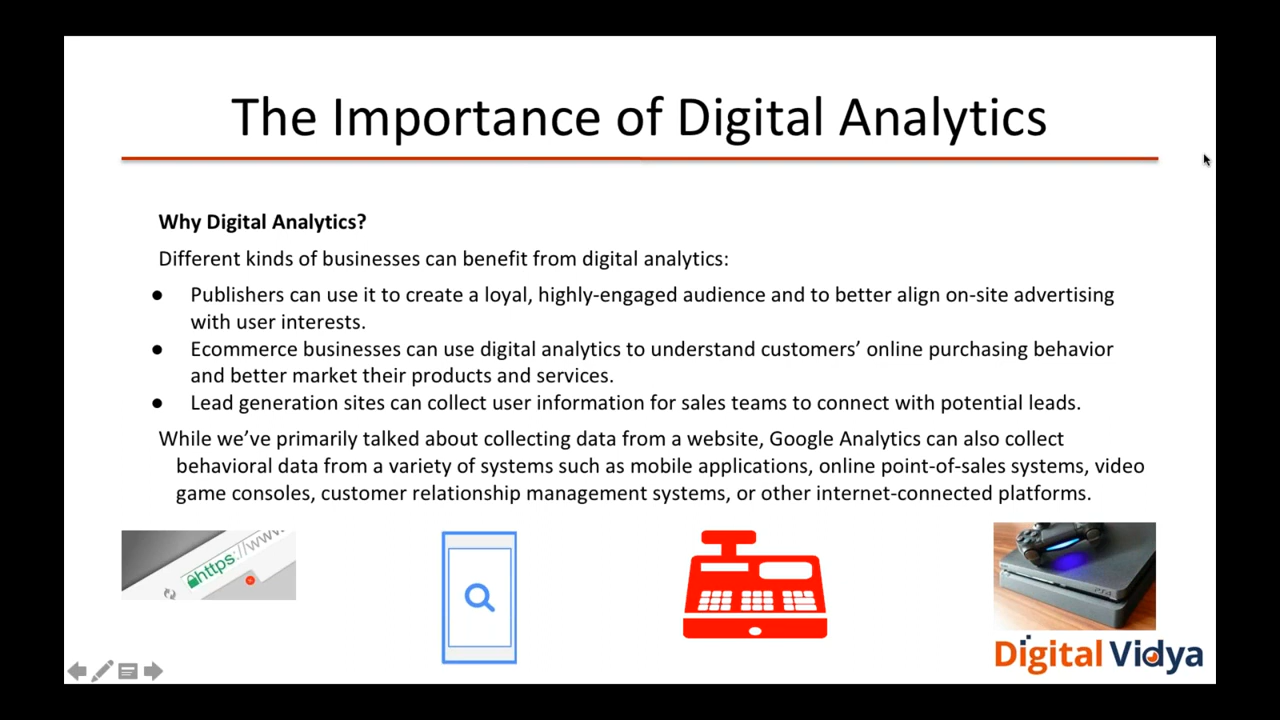 The Importance of Digital Analytics
Why Digital Analytics?
Different kinds of businesses can benefit from digital analytics:
● Publishers can use it to create a loyal, highly-engaged audience and to better align on-site advertising
with user interests.
● Ecommerce businesses can use digital analytics to understand customers’ online purchasing behavior
and better market their products and services.
● Lead generation sites can collect user information for sales teams to connect with potential leads.
While we’ve primarily talked about collecting data from a website, Google Analytics can also collect
behavioral data from a variety of systems such as mobile applications, online point-of-sales systems, video
game consoles, customer relationship management systems, or other internet-connected platforms.
https://www.
PS4
Digital Vidya